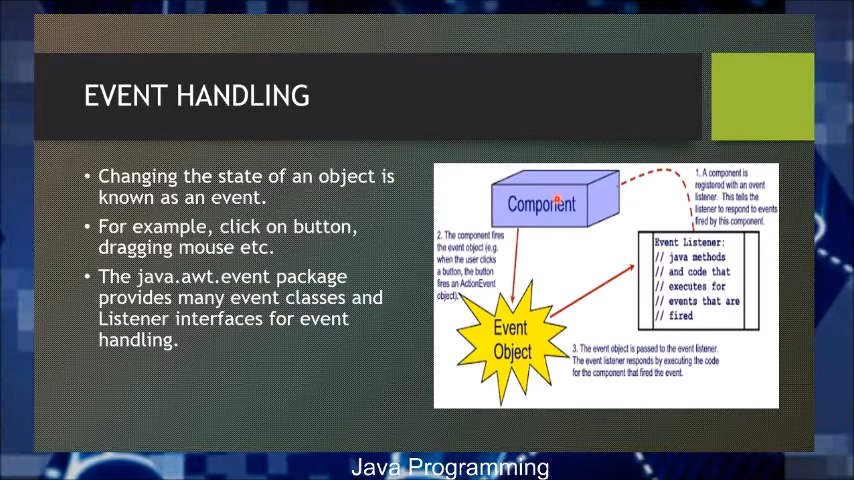 EVENT HANDLING
• Changing the state of an object is
known as an event.
• For example, click on button,
dragging mouse etc.
• The java.awt.event package
provides many event classes and
Listener interfaces for event
handling.
Component
1. A component is
registered with an event
listener. This tells the
listener to respond to events
fired by this component.
2. The component fires
the event object (e.g.
when the user clicks
a button, the button
fires an ActionEvent
object).
Event Listener:
// java methods
// and code that
// executes for
// events that are
// fired
Event
Object
3. The event object is passed to the event listener.
The event listener responds by executing the code
for the component that fired the event.
Java Programming